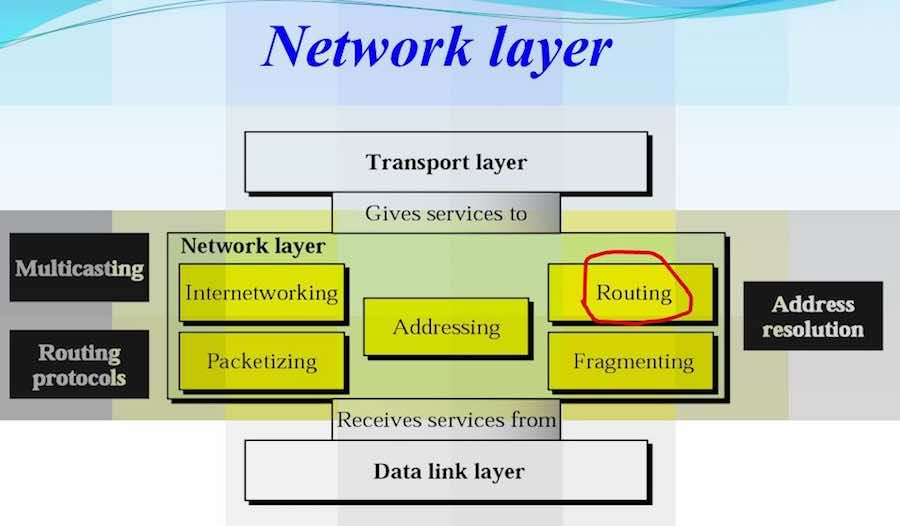 Network layer
Transport layer
Gives services to
Network layer
Multicasting
Internetworking
Routing
Addressing
Address
resolution
Routing
protocols
Packetizing
Fragmenting
Receives services from
Data link layer